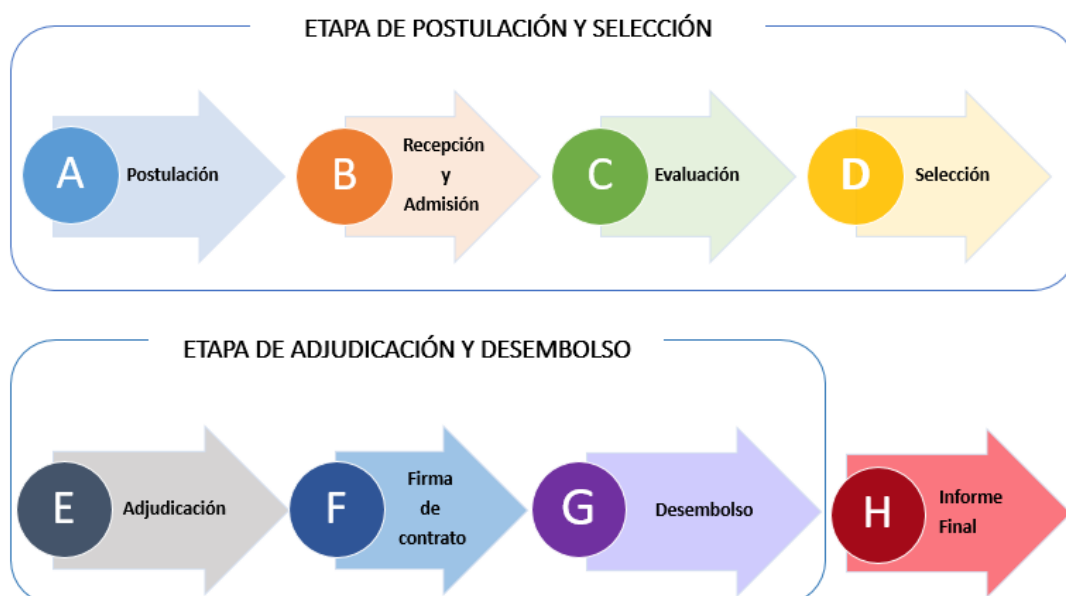 ETAPA DE POSTULACIÓN Y SELECCIÓN
A
Postulación
B
Recepción
y
Admisión
C
Evaluación
D
Selección
ETAPA DE ADJUDICACIÓN Y DESEMBOLSO
E
Adjudicación
F
Firma
de
contrato
G
Desembolso
H
Informe
Final